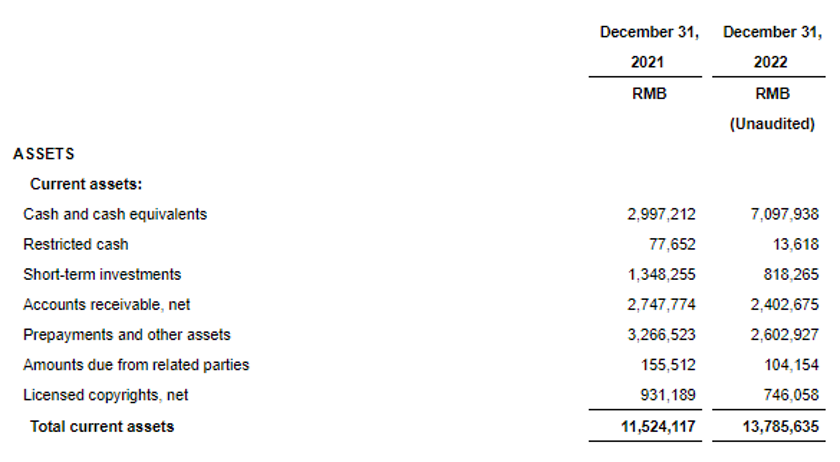 December 31, December 31,
2021 2022
RMB RMB
(Unaudited)
ASSETS
Current assets:
Cash and cash equivalents 2,997,212 7,097,938
Restricted cash 77,652 13,618
Short-term investments 1,348,255 818,265
Accounts receivable, net 2,747,774 2,402,675
Prepayments and other assets 3,266,523 2,602,927
Amounts due from related parties 155,512 104,154
Licensed copyrights, net 931,189 746,058
Total current assets 11,524,117 13,785,635